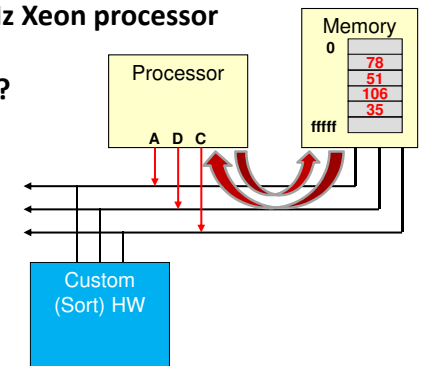 z Xeon processor
?
Processor
A D C
Memory
0
78
51
106
35
fffff
Custom
(Sort) HW